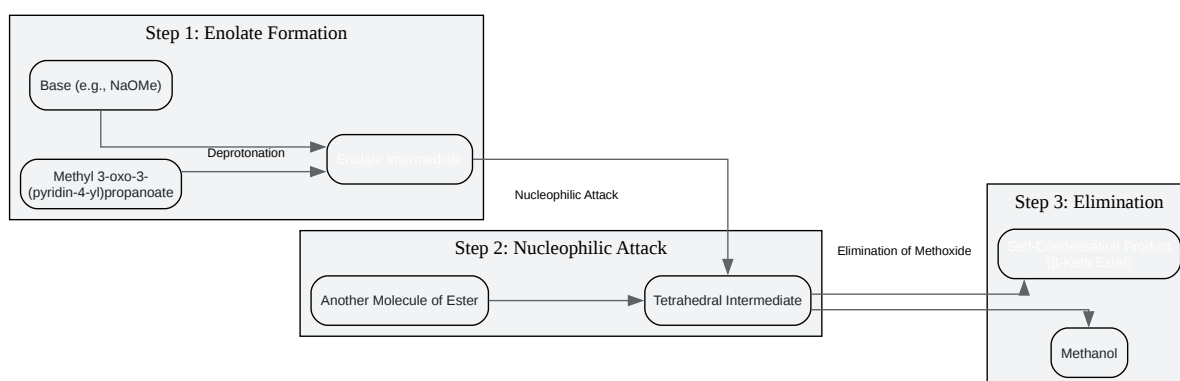 Step 1: Enolate Formation
Base (e.g., NaOMe)
Deprotonation
Enolate Intermediate
Methyl 3-oxo-3-
(pyridin-4-yl)propanoate
Nucleophilic Attack
Step 2: Nucleophilic Attack
Another Molecule of Ester
Tetrahedral Intermediate
Elimination of Methoxide
Step 3: Elimination
Self-Condensation Product
(β-Keto Ester)
Methanol